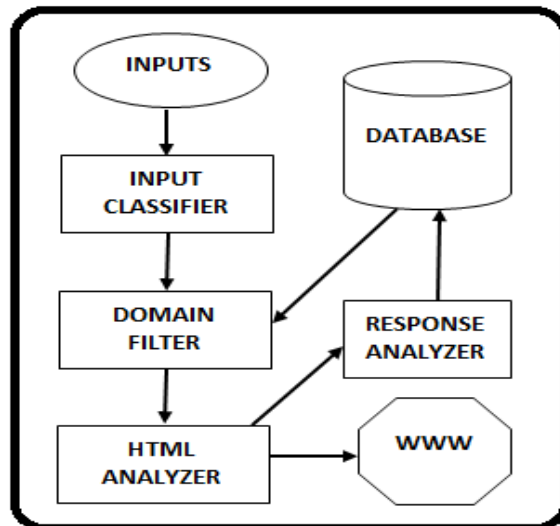 INPUTS
DATABASE
INPUT
CLASSIFIER
DOMAIN
FILTER
RESPONSE
ANALYZER
HTML
ANALYZER
WWW